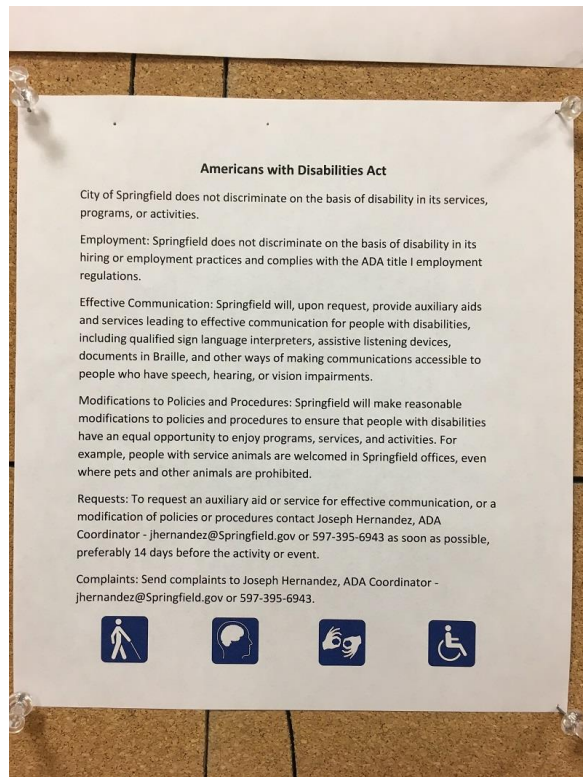 Americans with Disabilities Act
City of Springfield does not discriminate on the basis of disability in its services,
programs, or activities.
Employment: Springfield does not discriminate on the basis of disability in its
hiring or employment practices and complies with the ADA title I employment
regulations.
Effective Communication: Springfield will, upon request, provide auxiliary aids
and services leading to effective communication for people with disabilities,
including qualified sign language interpreters, assistive listening devices,
documents in Braille, and other ways of making communications accessible to
people who have speech, hearing, or vision impairments.
Modifications to Policies and Procedures: Springfield will make reasonable
modifications to policies and procedures to ensure that people with disabilities
have an equal opportunity to enjoy programs, services, and activities. For
example, people with service animals are welcomed in Springfield offices, even
where pets and other animals are prohibited.
Requests: To request an auxiliary aid or service for effective communication, or a
modification of policies or procedures contact Joseph Hernandez, ADA
Coordinator - jhernandez@Springfield.gov or 597-395-6943 as soon as possible,
preferably 14 days before the activity or event.
Complaints: Send complaints to Joseph Hernandez, ADA Coordinator -
jhernandez@Springfield.gov or 597-395-6943.